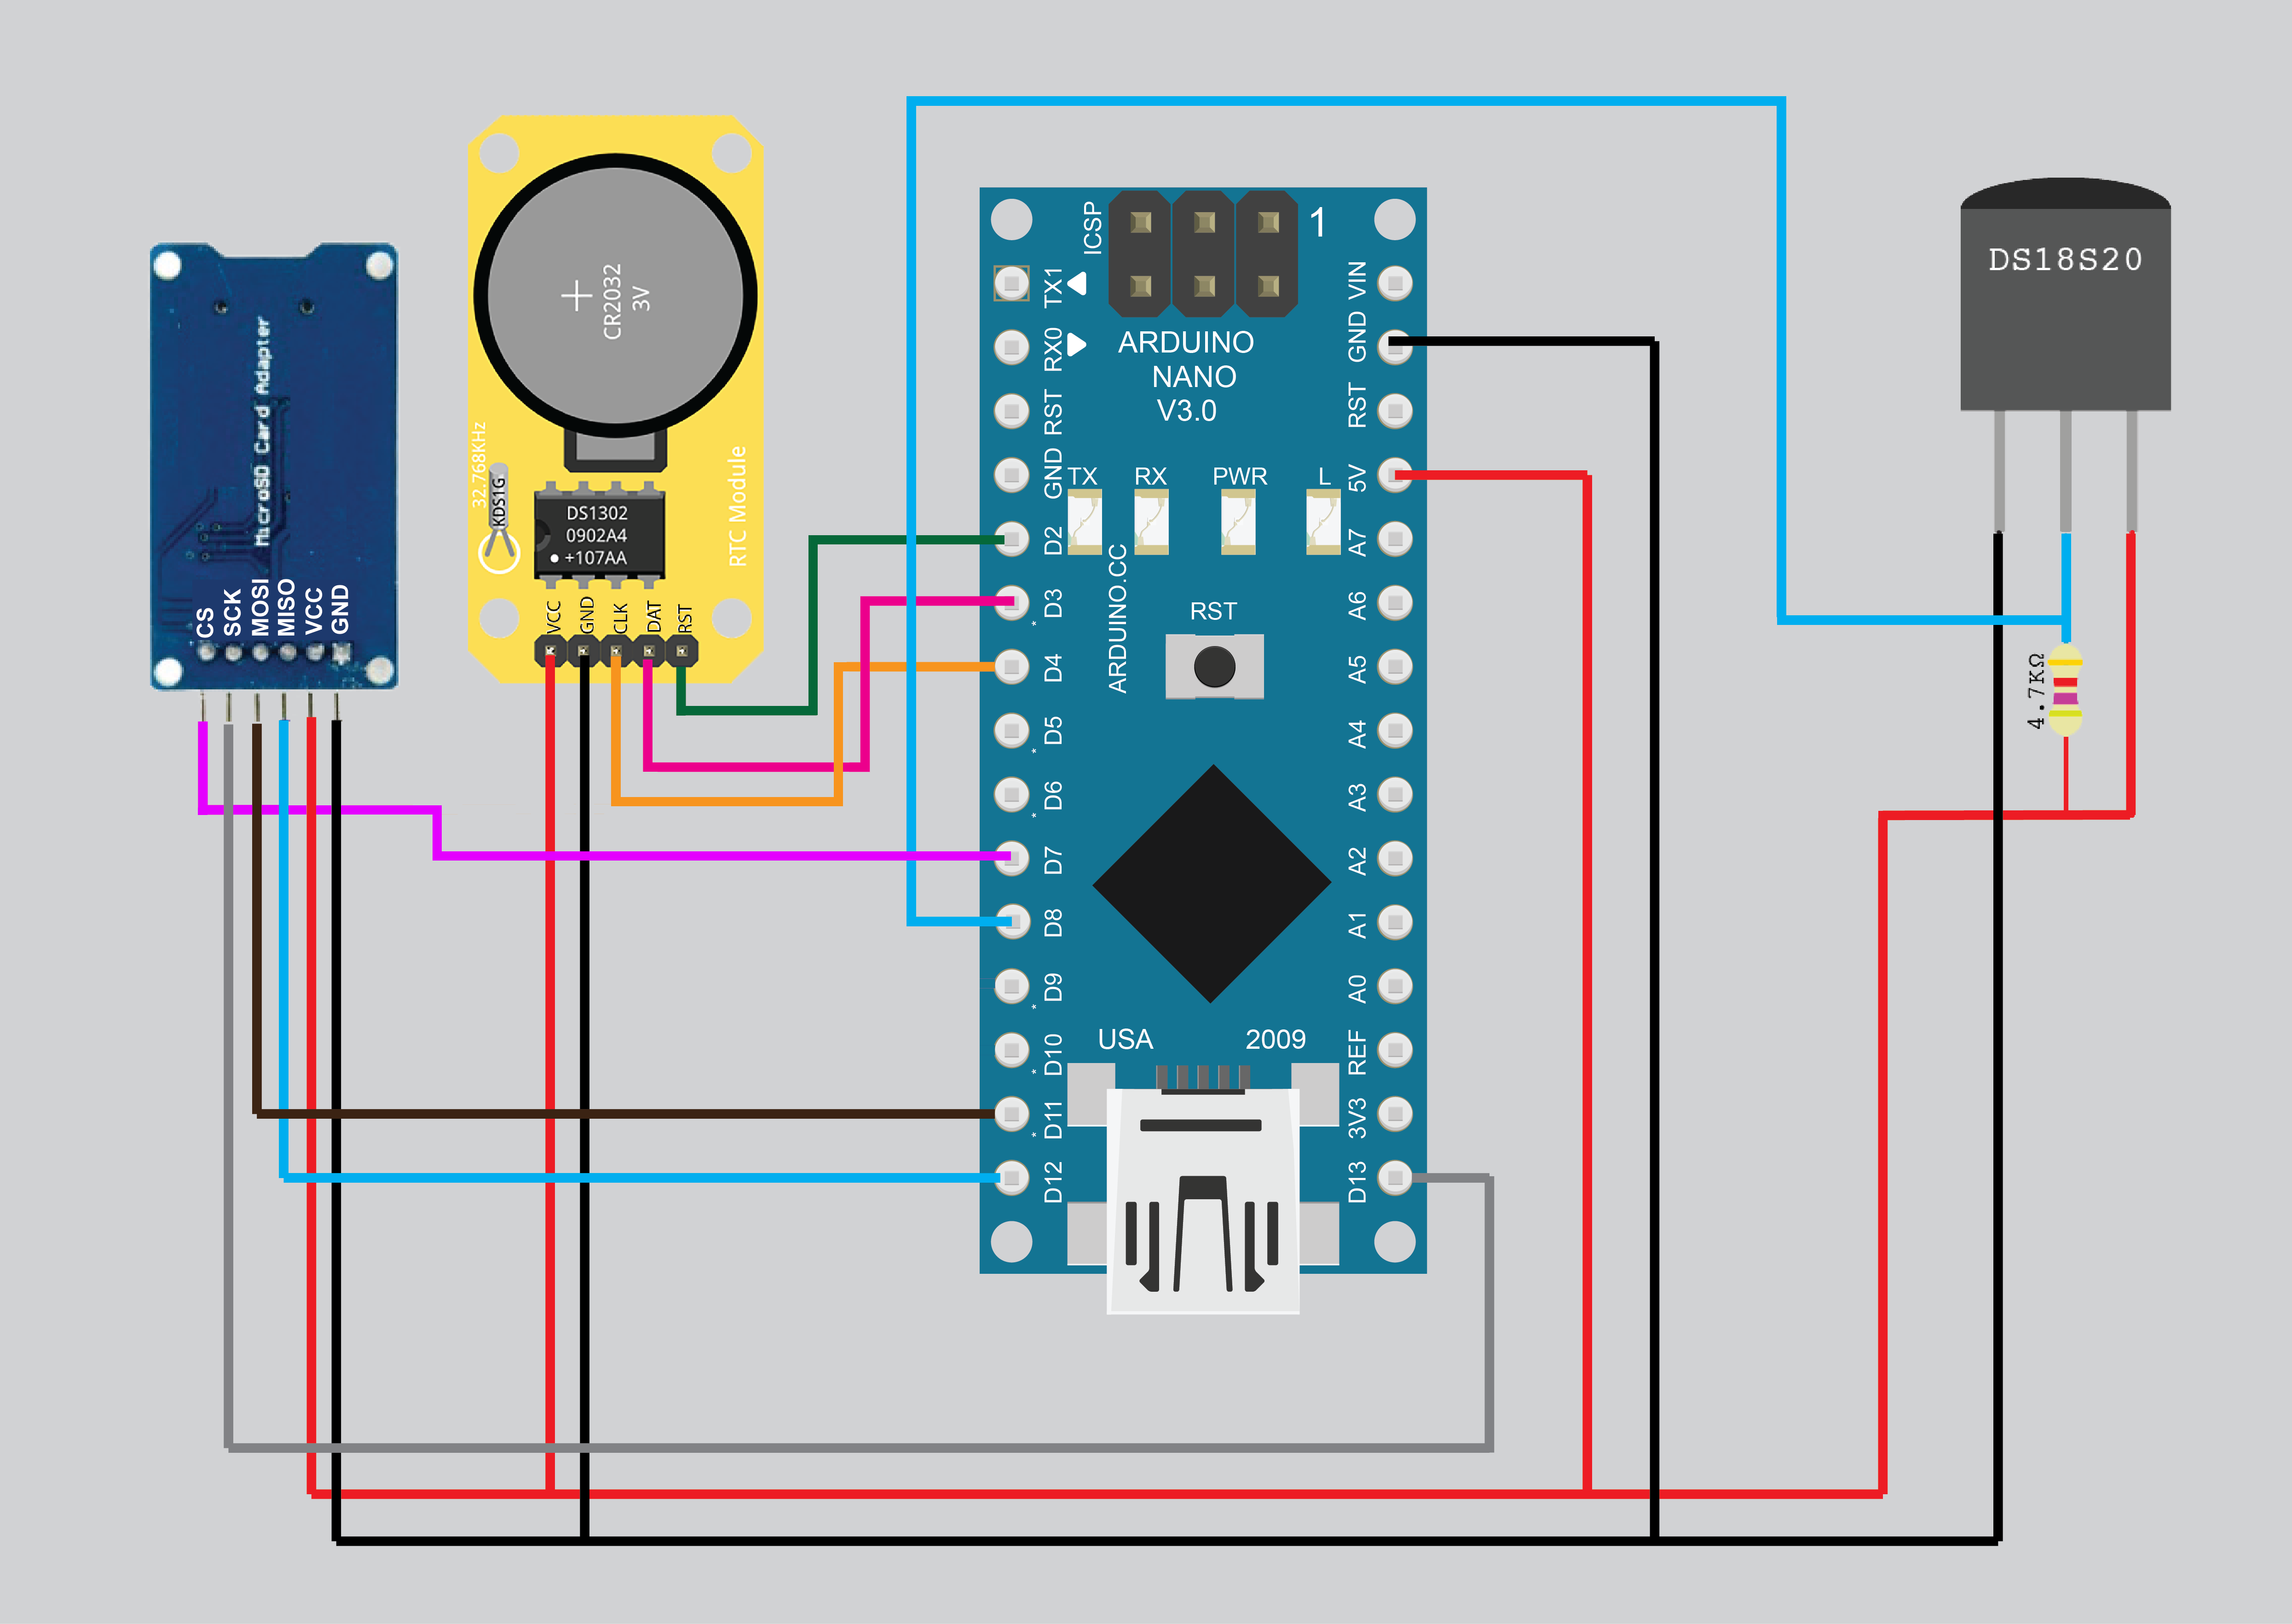 MicroSD Card Adapter
CS
SCK
MOSI
MISO
VCC
GND
CR2032
3V
32.768KHz
KDS1G
DS1302
0902A4
+107AA
RTC Module
VCC
GND
CLK
DAT
RST
ICSP
1
ARDUINO
NANO
V3.0
TX
RX
PWR
L
ARDUINO.CC
RST
USA
2009
TX1
RX0
RST
GND
D2
D3
D4
D5
D6
D7
D8
D9
D10
D11
D12
VIN
GND
RST
5V
A7
A6
A5
A4
A3
A2
A1
A0
REF
3V3
D13
DS18S20
4.7KΩ